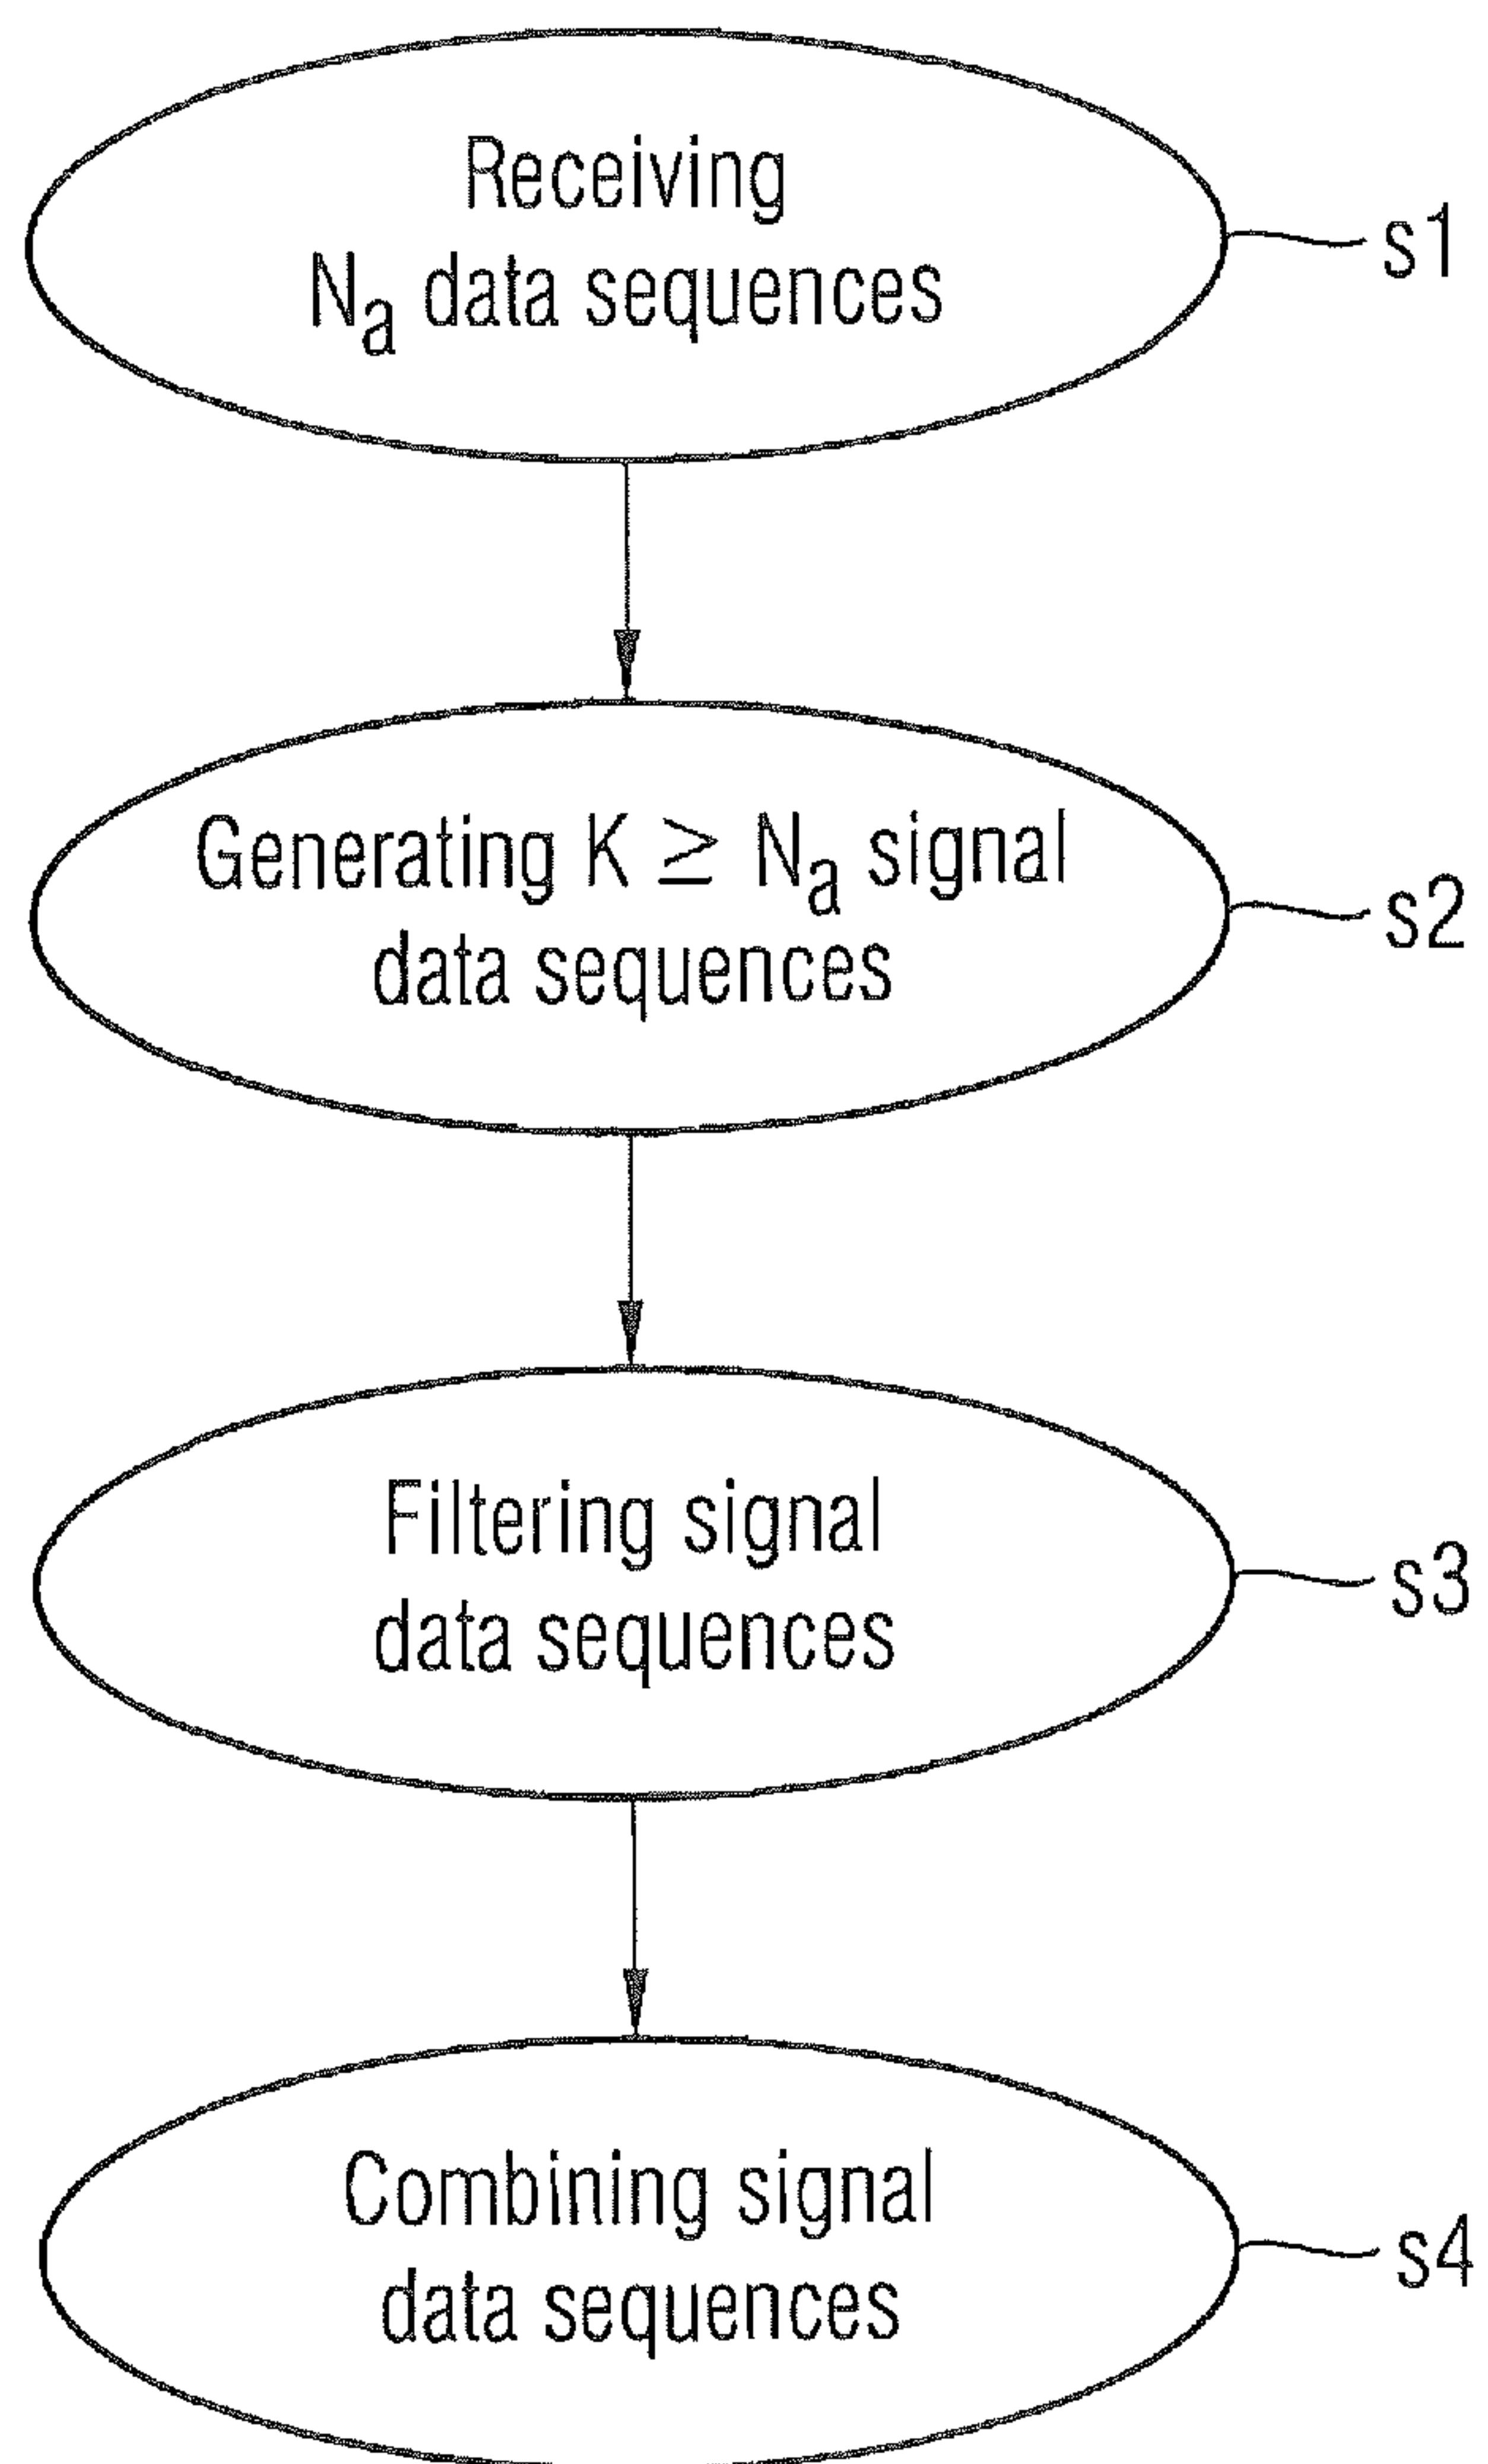 Receiving
Nₐ data sequences
s1
Generating K ≥ Nₐ signal
data sequences
s2
Filtering signal
data sequences
s3
Combining signal
data sequences
s4